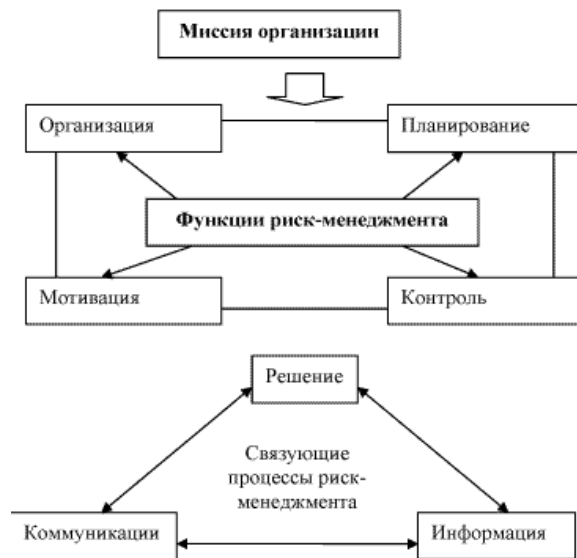 Миссия организации
Организация
Планирование
Функции риск-менеджмента
Мотивация
Контроль
Решение
Связующие
процессы риск-
менеджмента
Коммуникации
Информация